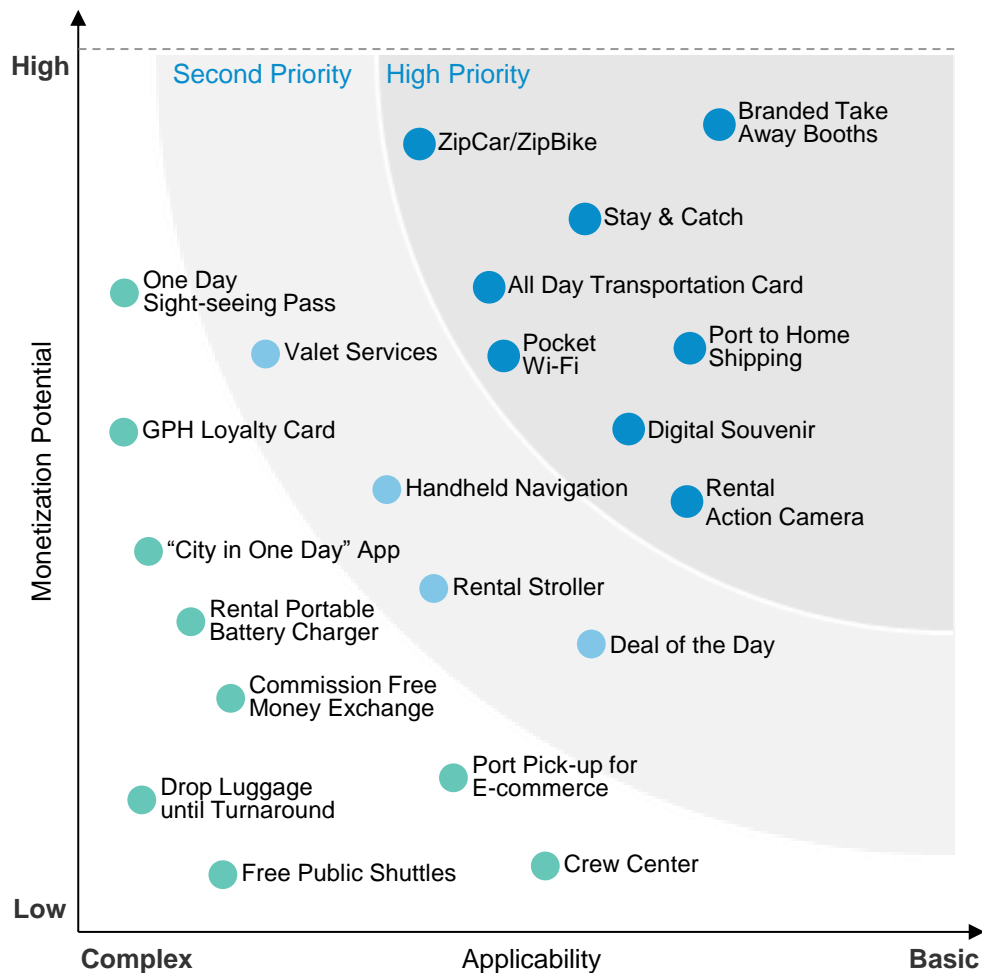 High
Second Priority
High Priority
Branded Take
Away Booths
ZipCar/ZipBike
Stay & Catch
One Day
Sight-seeing Pass
All Day Transportation Card
Valet Services
Pocket
Wi-Fi
Port to Home
Shipping
GPH Loyalty Card
Digital Souvenir
Handheld Navigation
Rental
Action Camera
Monetization Potential
“City in One Day” App
Rental Stroller
Rental Portable
Battery Charger
Deal of the Day
Commission Free
Money Exchange
Port Pick-up for
E-commerce
Drop Luggage
until Turnaround
Free Public Shuttles
Crew Center
Low
Complex
Applicability
Basic